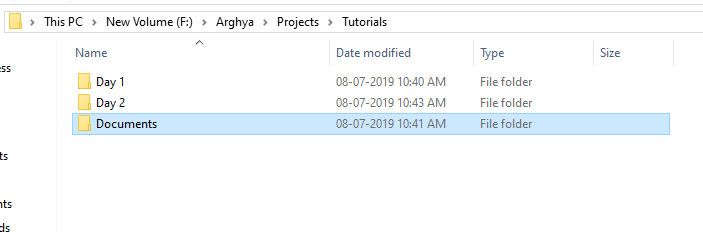 This PC > New Volume (F:) > Arghya > Projects > Tutorials
Name Date modified Type Size
ess
Day 1 08-07-2019 10:40 AM File folder
Day 2 08-07-2019 10:43 AM File folder
Documents 08-07-2019 10:41 AM File folder
ts
nts
ds